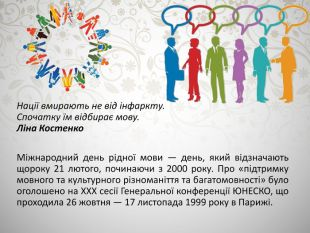 Нації вмирають не від інфаркту.
Спочатку їм відбирає мову.
Ліна Костенко
Міжнародний день рідної мови — день, який відзначають
щороку 21 лютого, починаючи з 2000 року. Про «підтримку
мовного та культурного різноманіття та багатомовності» було
оголошено на XXX сесії Генеральної конференції ЮНЕСКО, що
проходила 26 жовтня — 17 листопада 1999 року в Парижі.